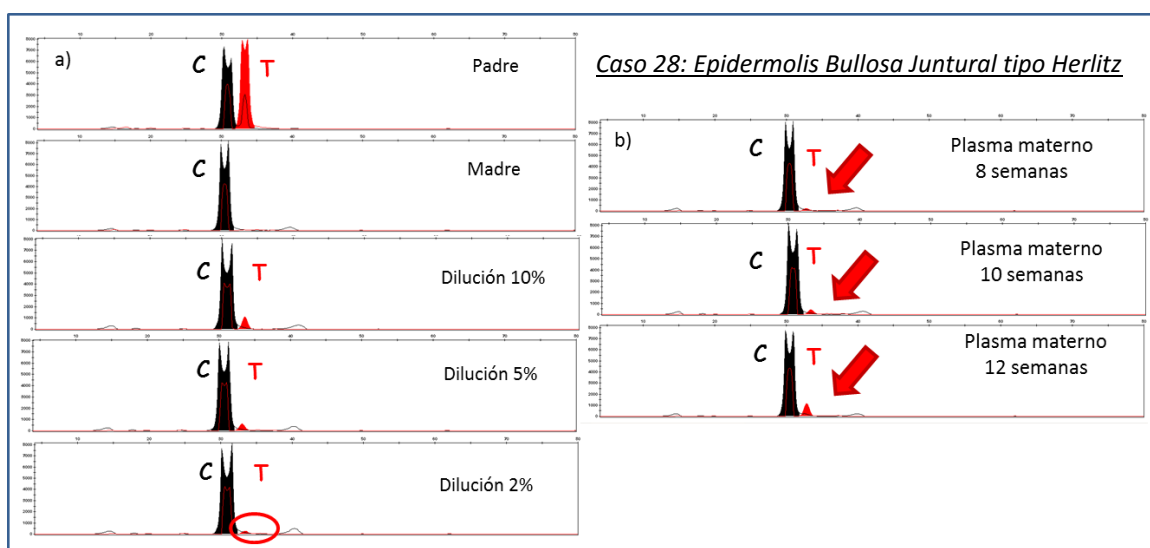 a)
C T
Padre
Madre
C
Dilución 10%
C T
Dilución 5%
C T
Dilución 2%
C T
Caso 28: Epidermolis Bullosa Juntural tipo Herlitz
b)
C T
Plasma materno
8 semanas
C T
Plasma materno
10 semanas
C T
Plasma materno
12 semanas